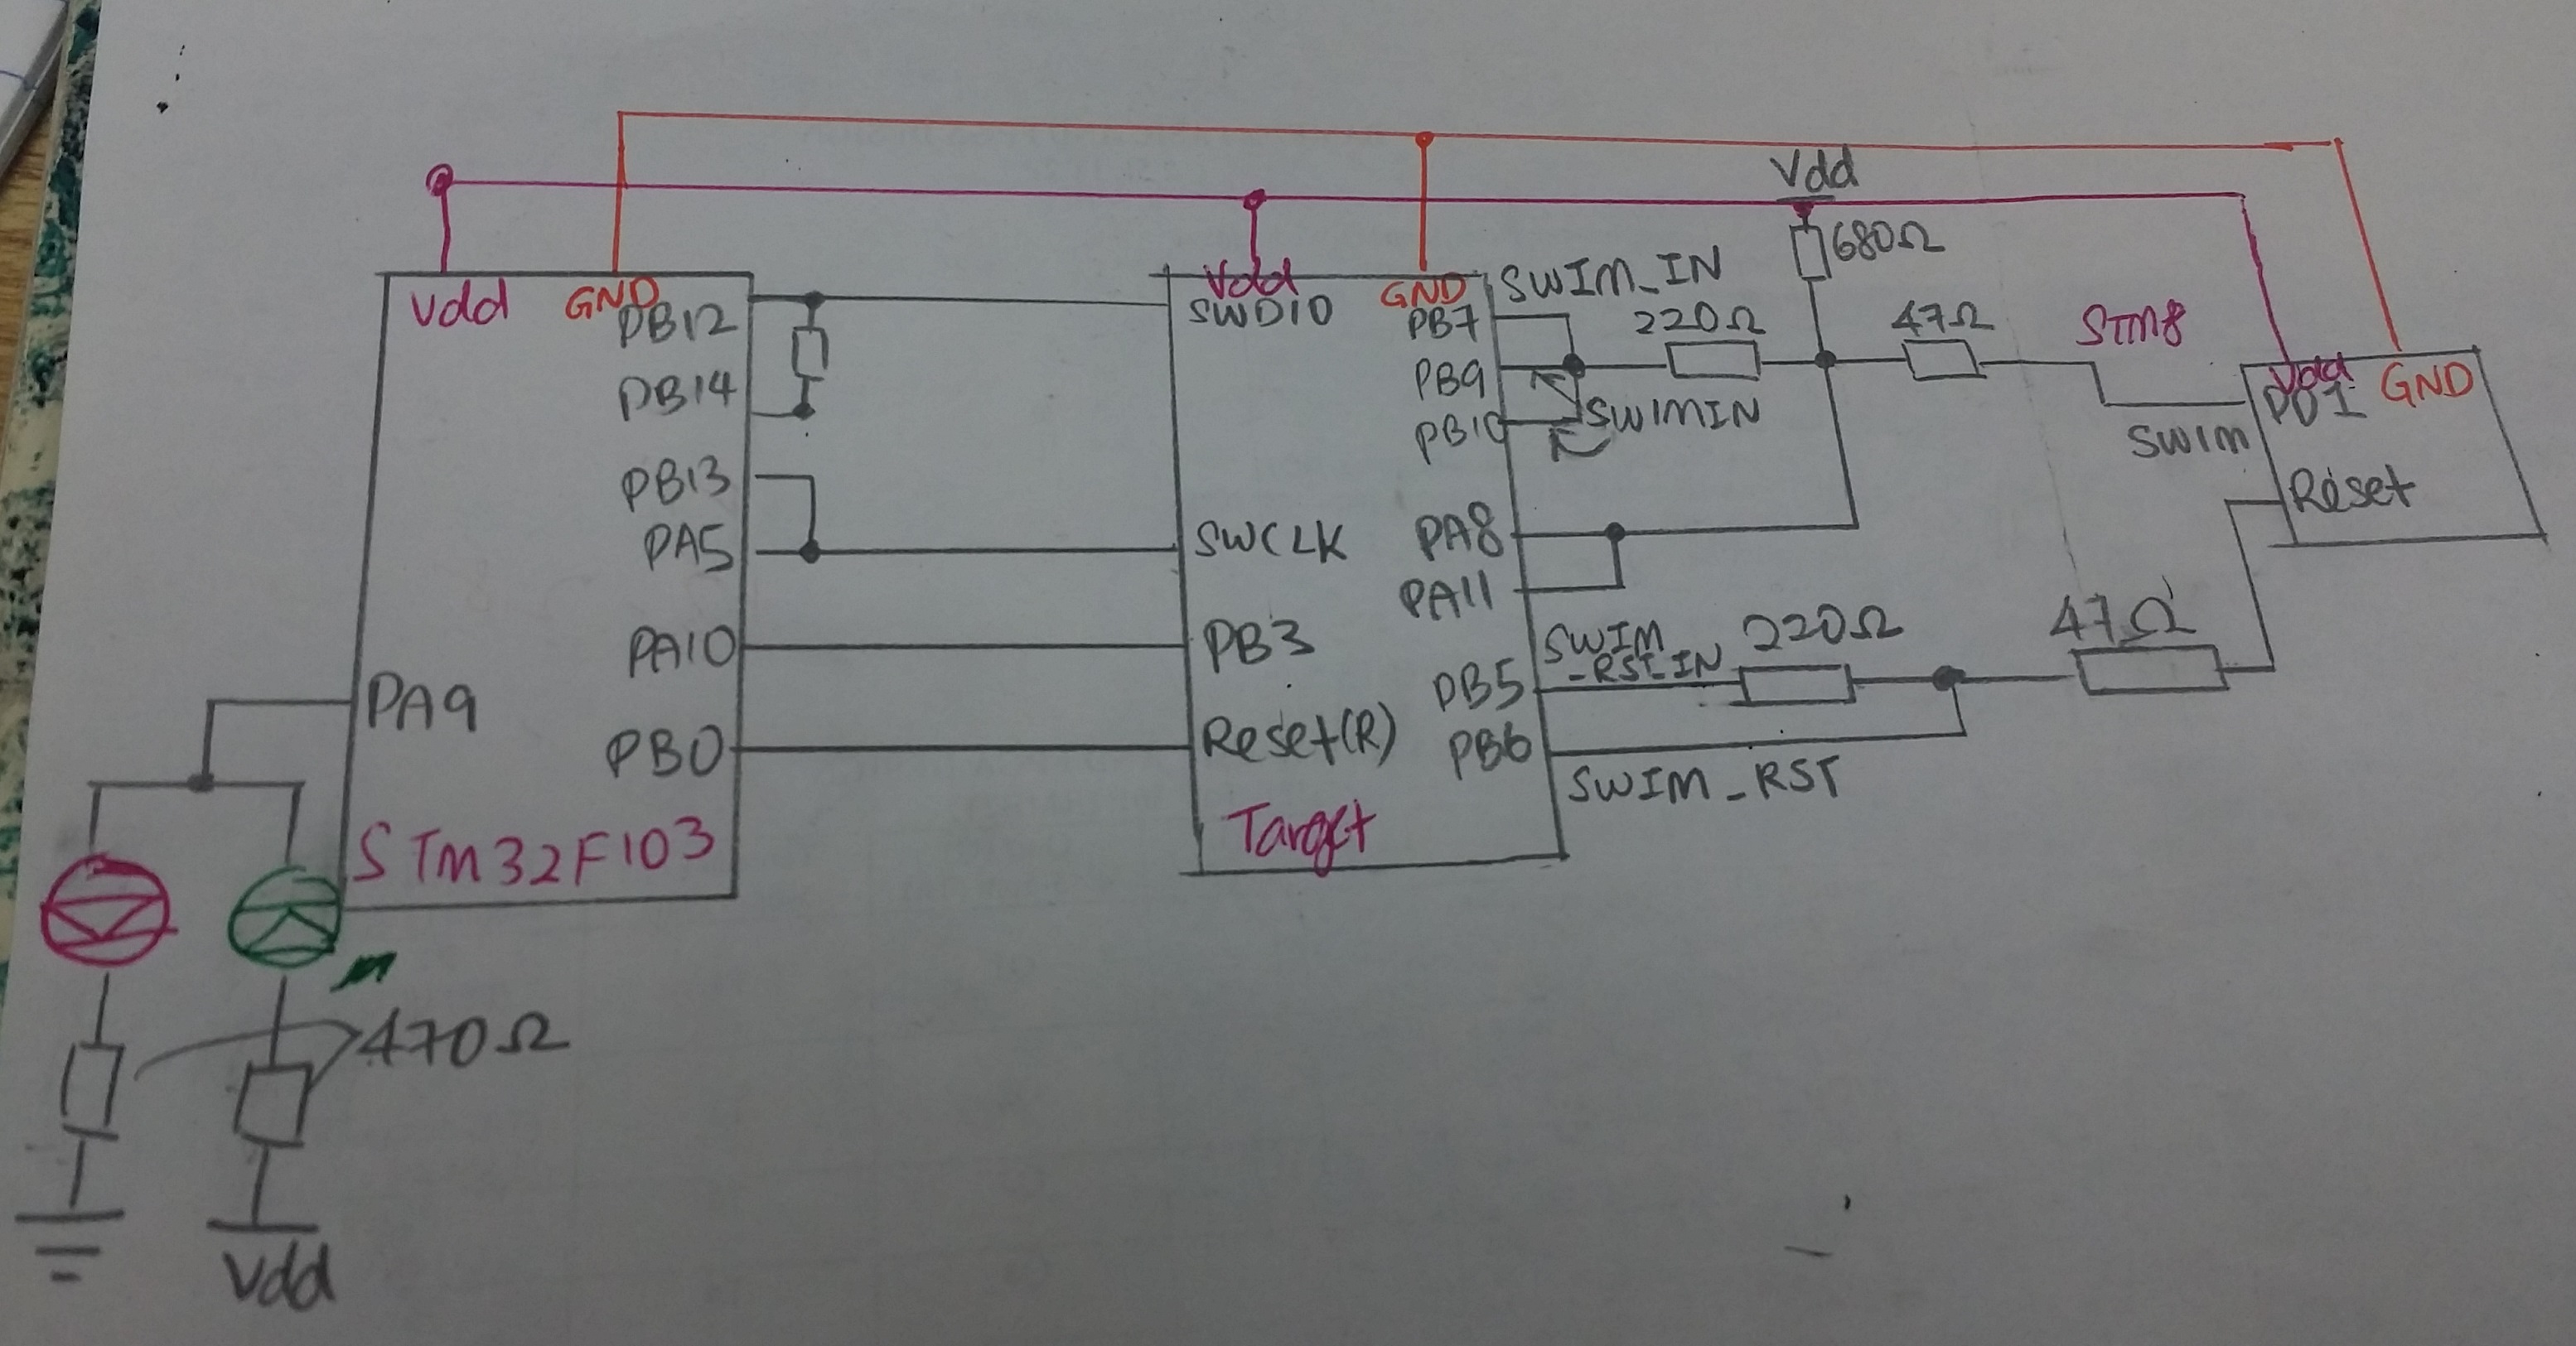 Vdd
680Ω
Vdd
GND
PB12
PB14
PB13
PA5
PA10
PA9
PB0
STM32F103
470Ω
Vdd
Vdd
GND
SWDIO
SWCLK
PB3
Reset(R)
Target
PB7
PB9
PB10
PA8
PA11
PB5
PB6
SWIM_IN
220Ω
47Ω
SWIMIN
SWIM
_RST_IN
220Ω
47Ω
SWIM_RST
STM8
Vdd
GND
PD1
SWIM
Reset